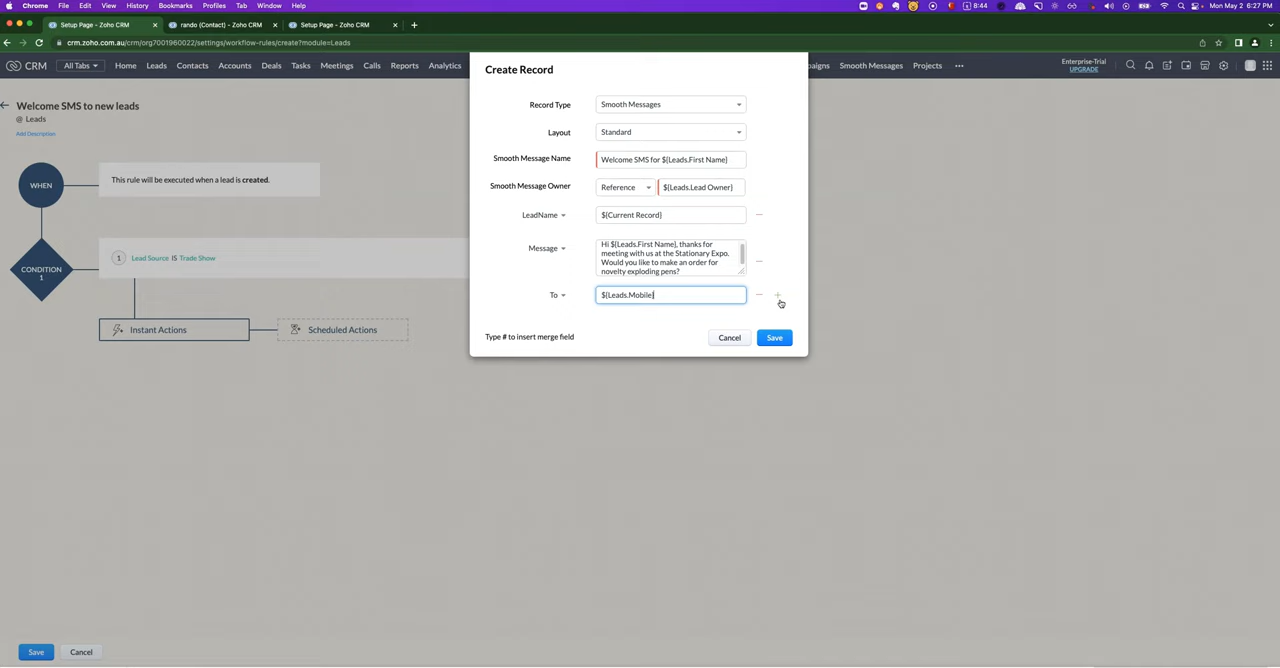 Chrome File Edit View History Bookmarks Profiles Tab Window Help 8:44 Mon May 2 6:27 PM
Setup Page - Zoho CRM rando (Contact) - Zoho CRM Setup Page - Zoho CRM
crm.zoho.com.au/crm/org7001960022/settings/workflow-rules/create?module=Leads
CRM All Tabs Home Leads Contacts Accounts Deals Tasks Meetings Calls Reports Analytics paigns Smooth Messages Projects Enterprise-Trial
UPGRADE
Create Record
Welcome SMS to new leads
@ Leads
Add Description
WHEN
This rule will be executed when a lead is created.
CONDITION
1
1 Lead Source IS Trade Show
Instant Actions
Scheduled Actions
Record Type Smooth Messages
Layout Standard
Smooth Message Name Welcome SMS for ${Leads.First Name}
Smooth Message Owner Reference ${Leads.Lead Owner}
LeadName ${Current Record}
Message Hi ${Leads.First Name}, thanks for
meeting with us at the Stationary Expo.
Would you like to make an order for
novelty exploding pens?
To ${Leads.Mobile}
Type # to insert merge field Cancel Save
Save Cancel